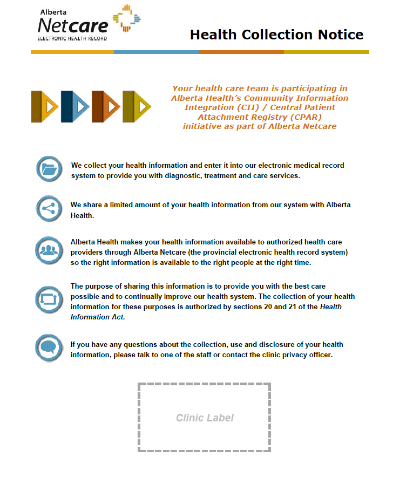 Alberta
Netcare
ELECTRONIC HEALTH RECORD
Health Collection Notice
Your health care team is participating in
Alberta Health's Community Information
Integration (CII) / Central Patient
Attachment Registry (CPAR)
initiative as part of Alberta Netcare
We collect your health information and enter it into our electronic medical record
system to provide you with diagnostic, treatment and care services.
We share a limited amount of your health information from our system with Alberta
Health.
Alberta Health makes your health information available to authorized health care
providers through Alberta Netcare (the provincial electronic health record system)
so the right information is available to the right people at the right time.
The purpose of sharing this information is to provide you with the best care
possible and to continually improve our health system. The collection of your health
information for these purposes is authorized by sections 20 and 21 of the Health
Information Act.
If you have any questions about the collection, use and disclosure of your health
information, please talk to one of the staff or contact the clinic privacy officer.
Clinic Label